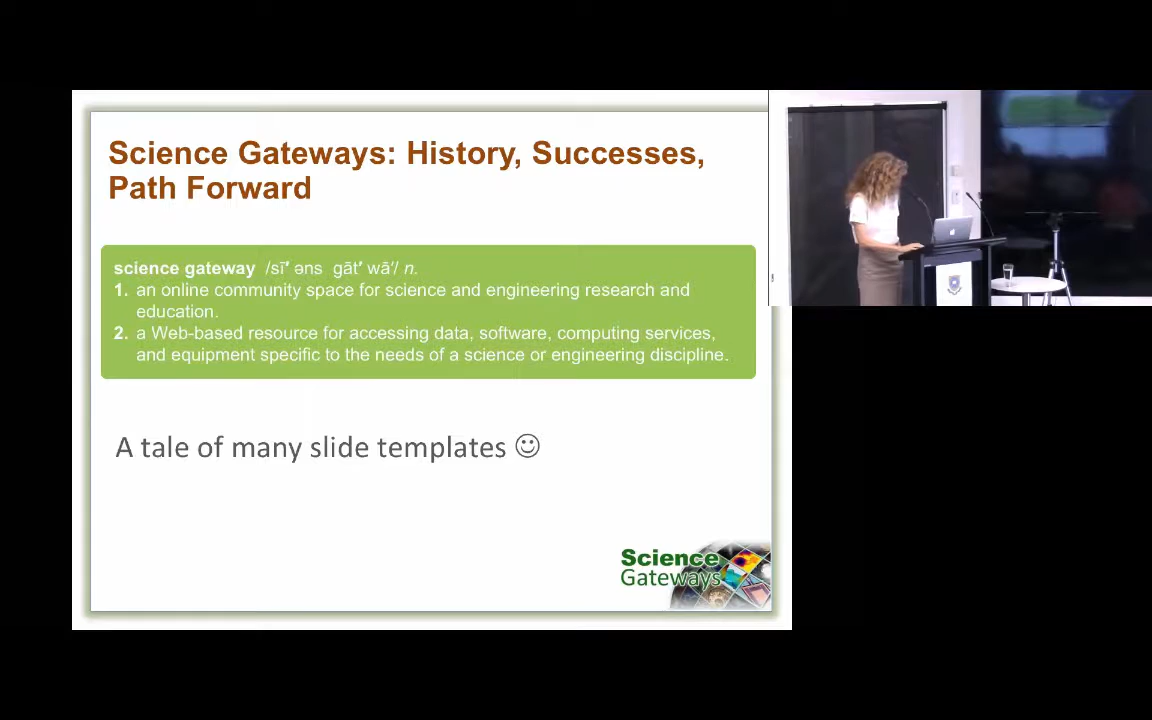 Science Gateways: History, Successes,
Path Forward
science gateway /sī′ əns gāt′ wā′/ n.
1. an online community space for science and engineering research and
education.
2. a Web-based resource for accessing data, software, computing services,
and equipment specific to the needs of a science or engineering discipline.
A tale of many slide templates ☺
Science
Gateways